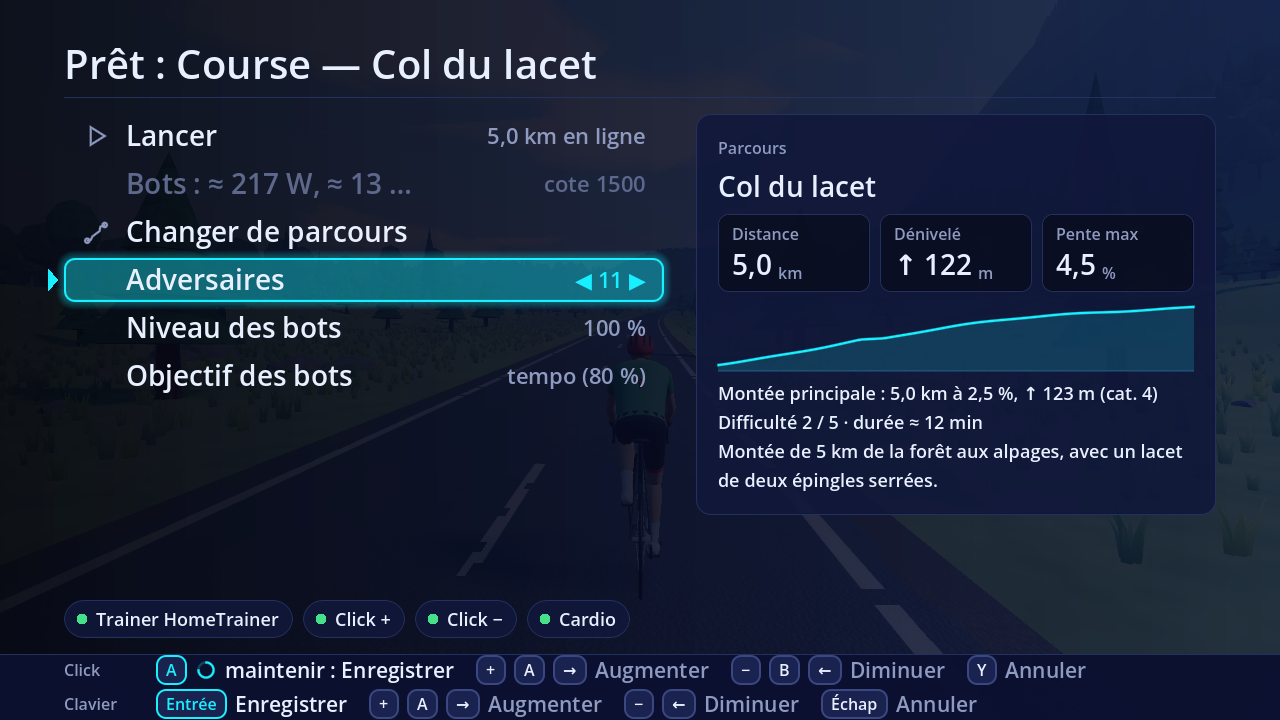 Prêt : Course — Col du lacet
Lancer 5,0 km en ligne
Bots : ≈ 217 W, ≈ 13 ... cote 1500
Changer de parcours
Adversaires ◀ 11 ▶
Niveau des bots 100 %
Objectif des bots tempo (80 %)
Parcours
Col du lacet
Distance Dénivelé Pente max
5,0 km ↑ 122 m 4,5 %
Montée principale : 5,0 km à 2,5 %, ↑ 123 m (cat. 4)
Difficulté 2 / 5 · durée ≈ 12 min
Montée de 5 km de la forêt aux alpages, avec un lacet
de deux épingles serrées.
Trainer HomeTrainer Click + Click − Cardio
Click A maintenir : Enregistrer + A → Augmenter − B ← Diminuer Y Annuler
Clavier Entrée Enregistrer + A → Augmenter − ← Diminuer Échap Annuler